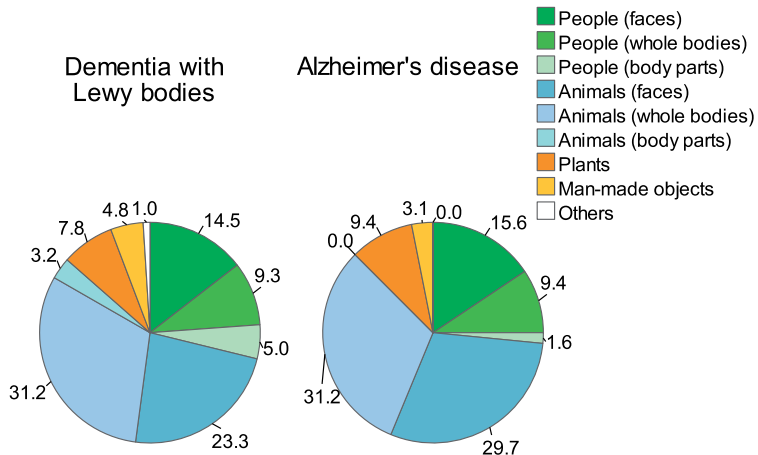 Dementia with
Lewy bodies
Alzheimer's disease
People (faces)
People (whole bodies)
People (body parts)
Animals (faces)
Animals (whole bodies)
Animals (body parts)
Plants
Man-made objects
Others
14.5
9.3
5.0
23.3
31.2
3.2
7.8
4.8
1.0
15.6
9.4
1.6
29.7
31.2
0.0
9.4
3.1
0.0